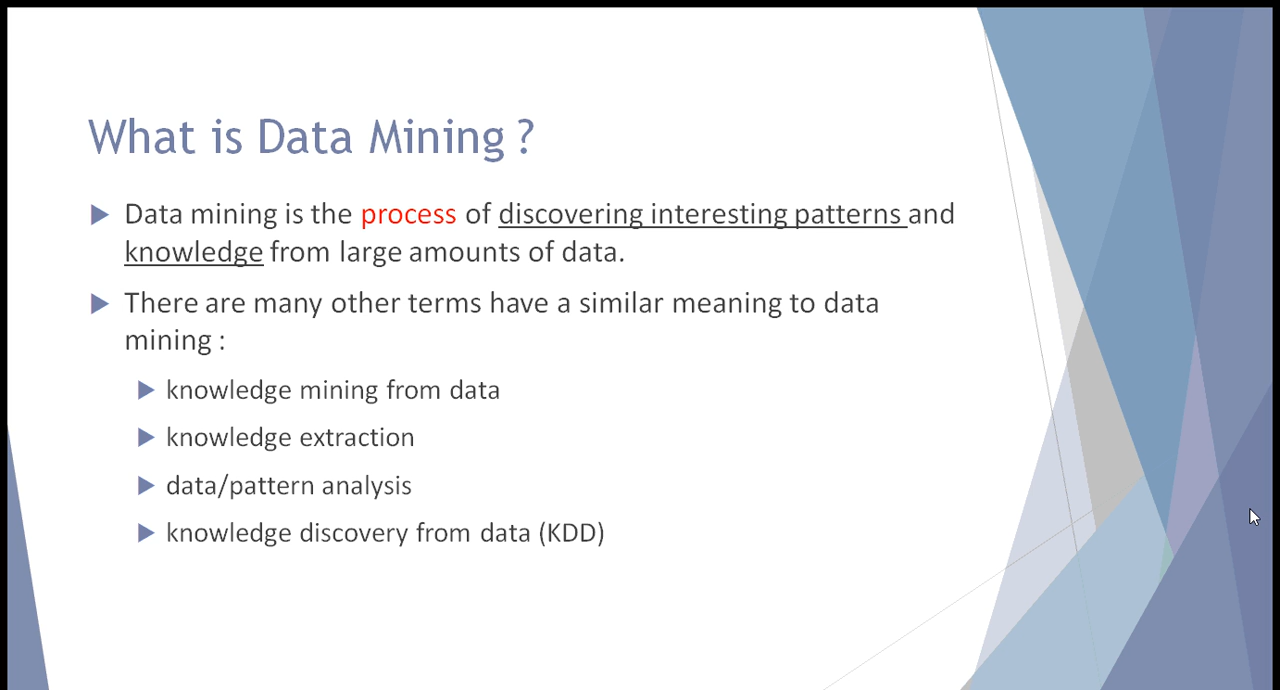 What is Data Mining ?
Data mining is the process of discovering interesting patterns and
knowledge from large amounts of data.
There are many other terms have a similar meaning to data
mining :
knowledge mining from data
knowledge extraction
data/pattern analysis
knowledge discovery from data (KDD)